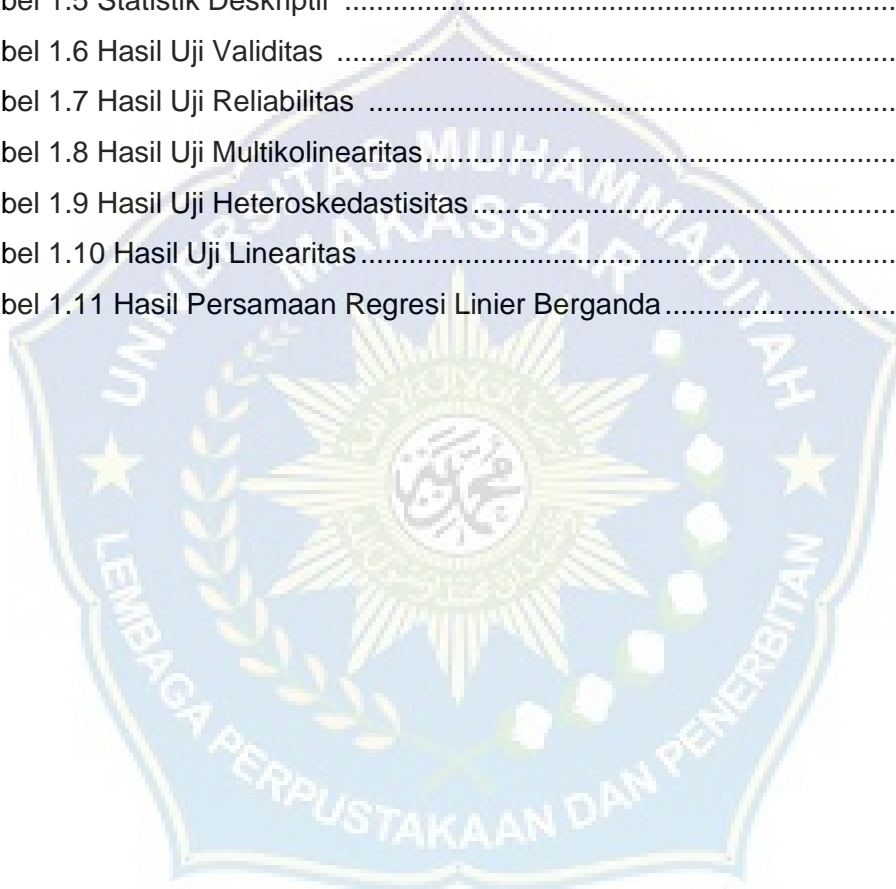 bel 1.5 Statistik Deskriptif ........................................................................
bel 1.6 Hasil Uji Validitas ........................................................................
bel 1.7 Hasil Uji Reliabilitas ....................................................................
bel 1.8 Hasil Uji Multikolinearitas.............................................................
bel 1.9 Hasil Uji Heteroskedastisitas.......................................................
bel 1.10 Hasil Uji Linearitas.....................................................................
bel 1.11 Hasil Persamaan Regresi Linier Berganda.............................
UNIVERSITAS MUHAMMADIYAH
MAKASSAR
LEMBAGA PERPUSTAKAAN DAN PENERBITAN